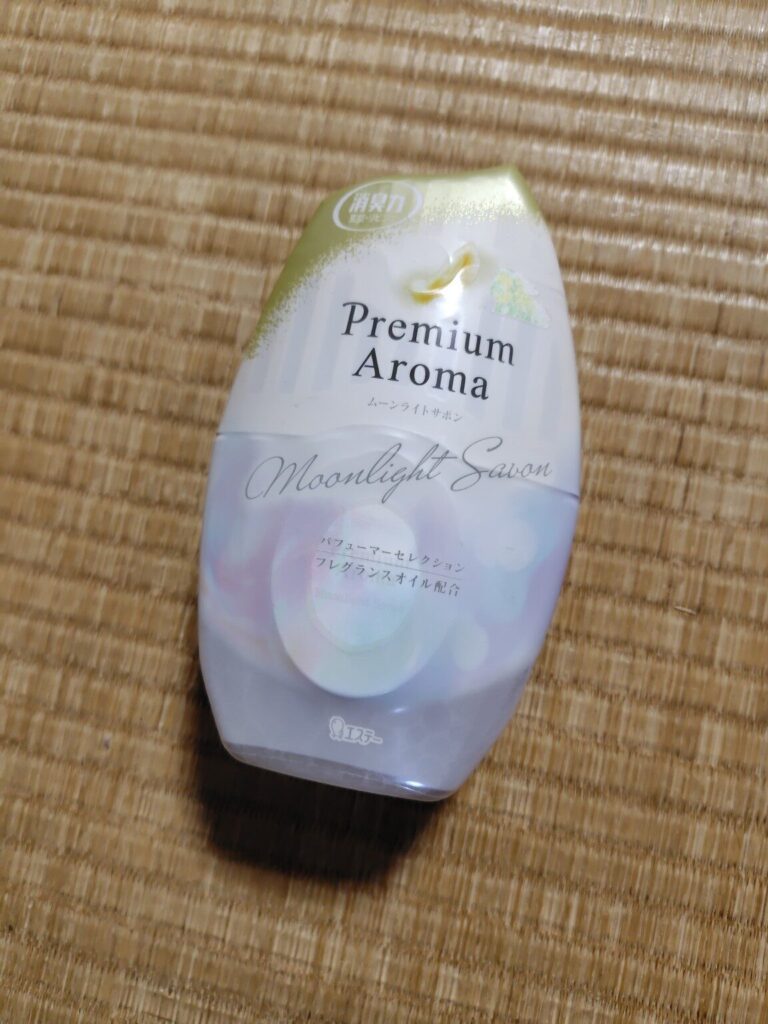 消臭力
Premium
Aroma
ムーンライトサボン
Moonlight Savon
パフューマーセレクション
フレグランスオイル配合
エステー